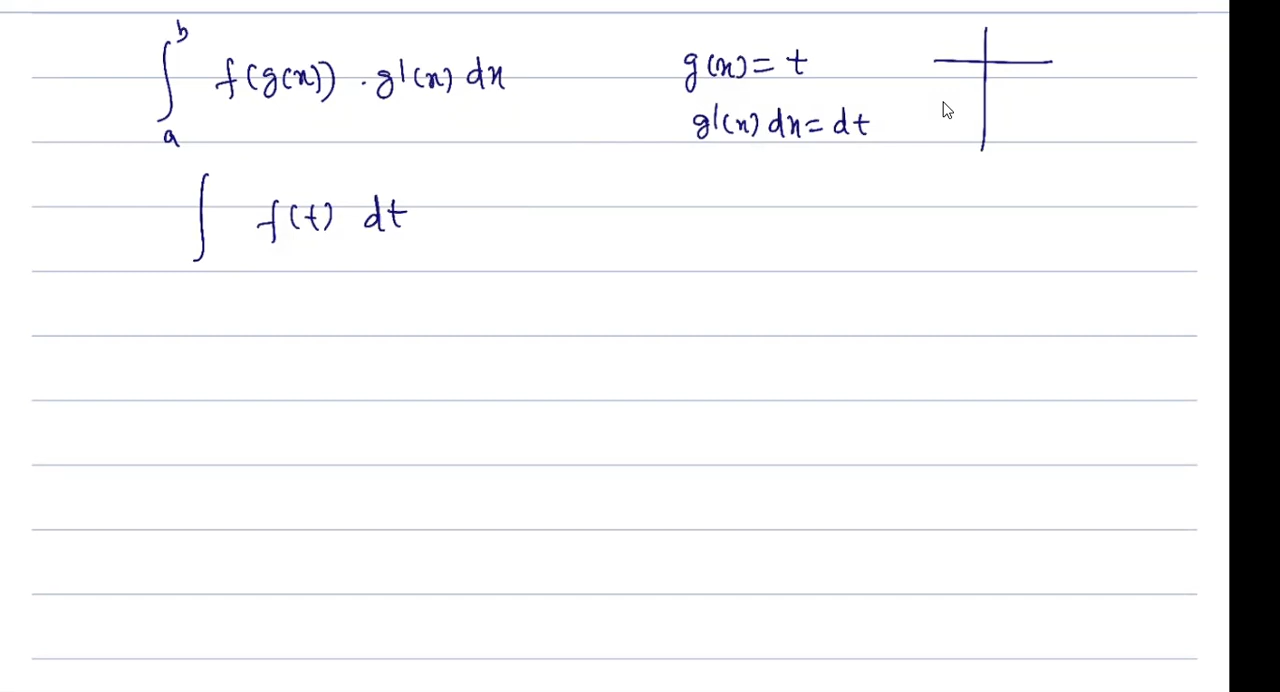 ∫_a^b f(g(x)) · g'(x) dx
g(x) = t
g'(x) dx = dt
∫ f(t) dt